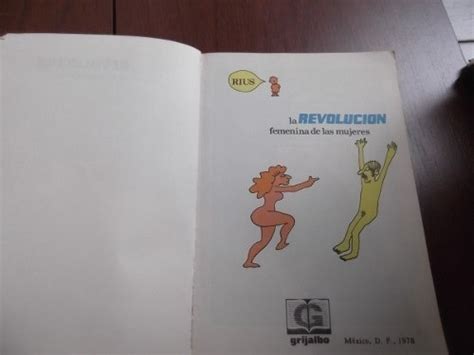 RIUS
la REVOLUCION
femenina de las mujeres
G
grijalbo
México, D. F., 1978